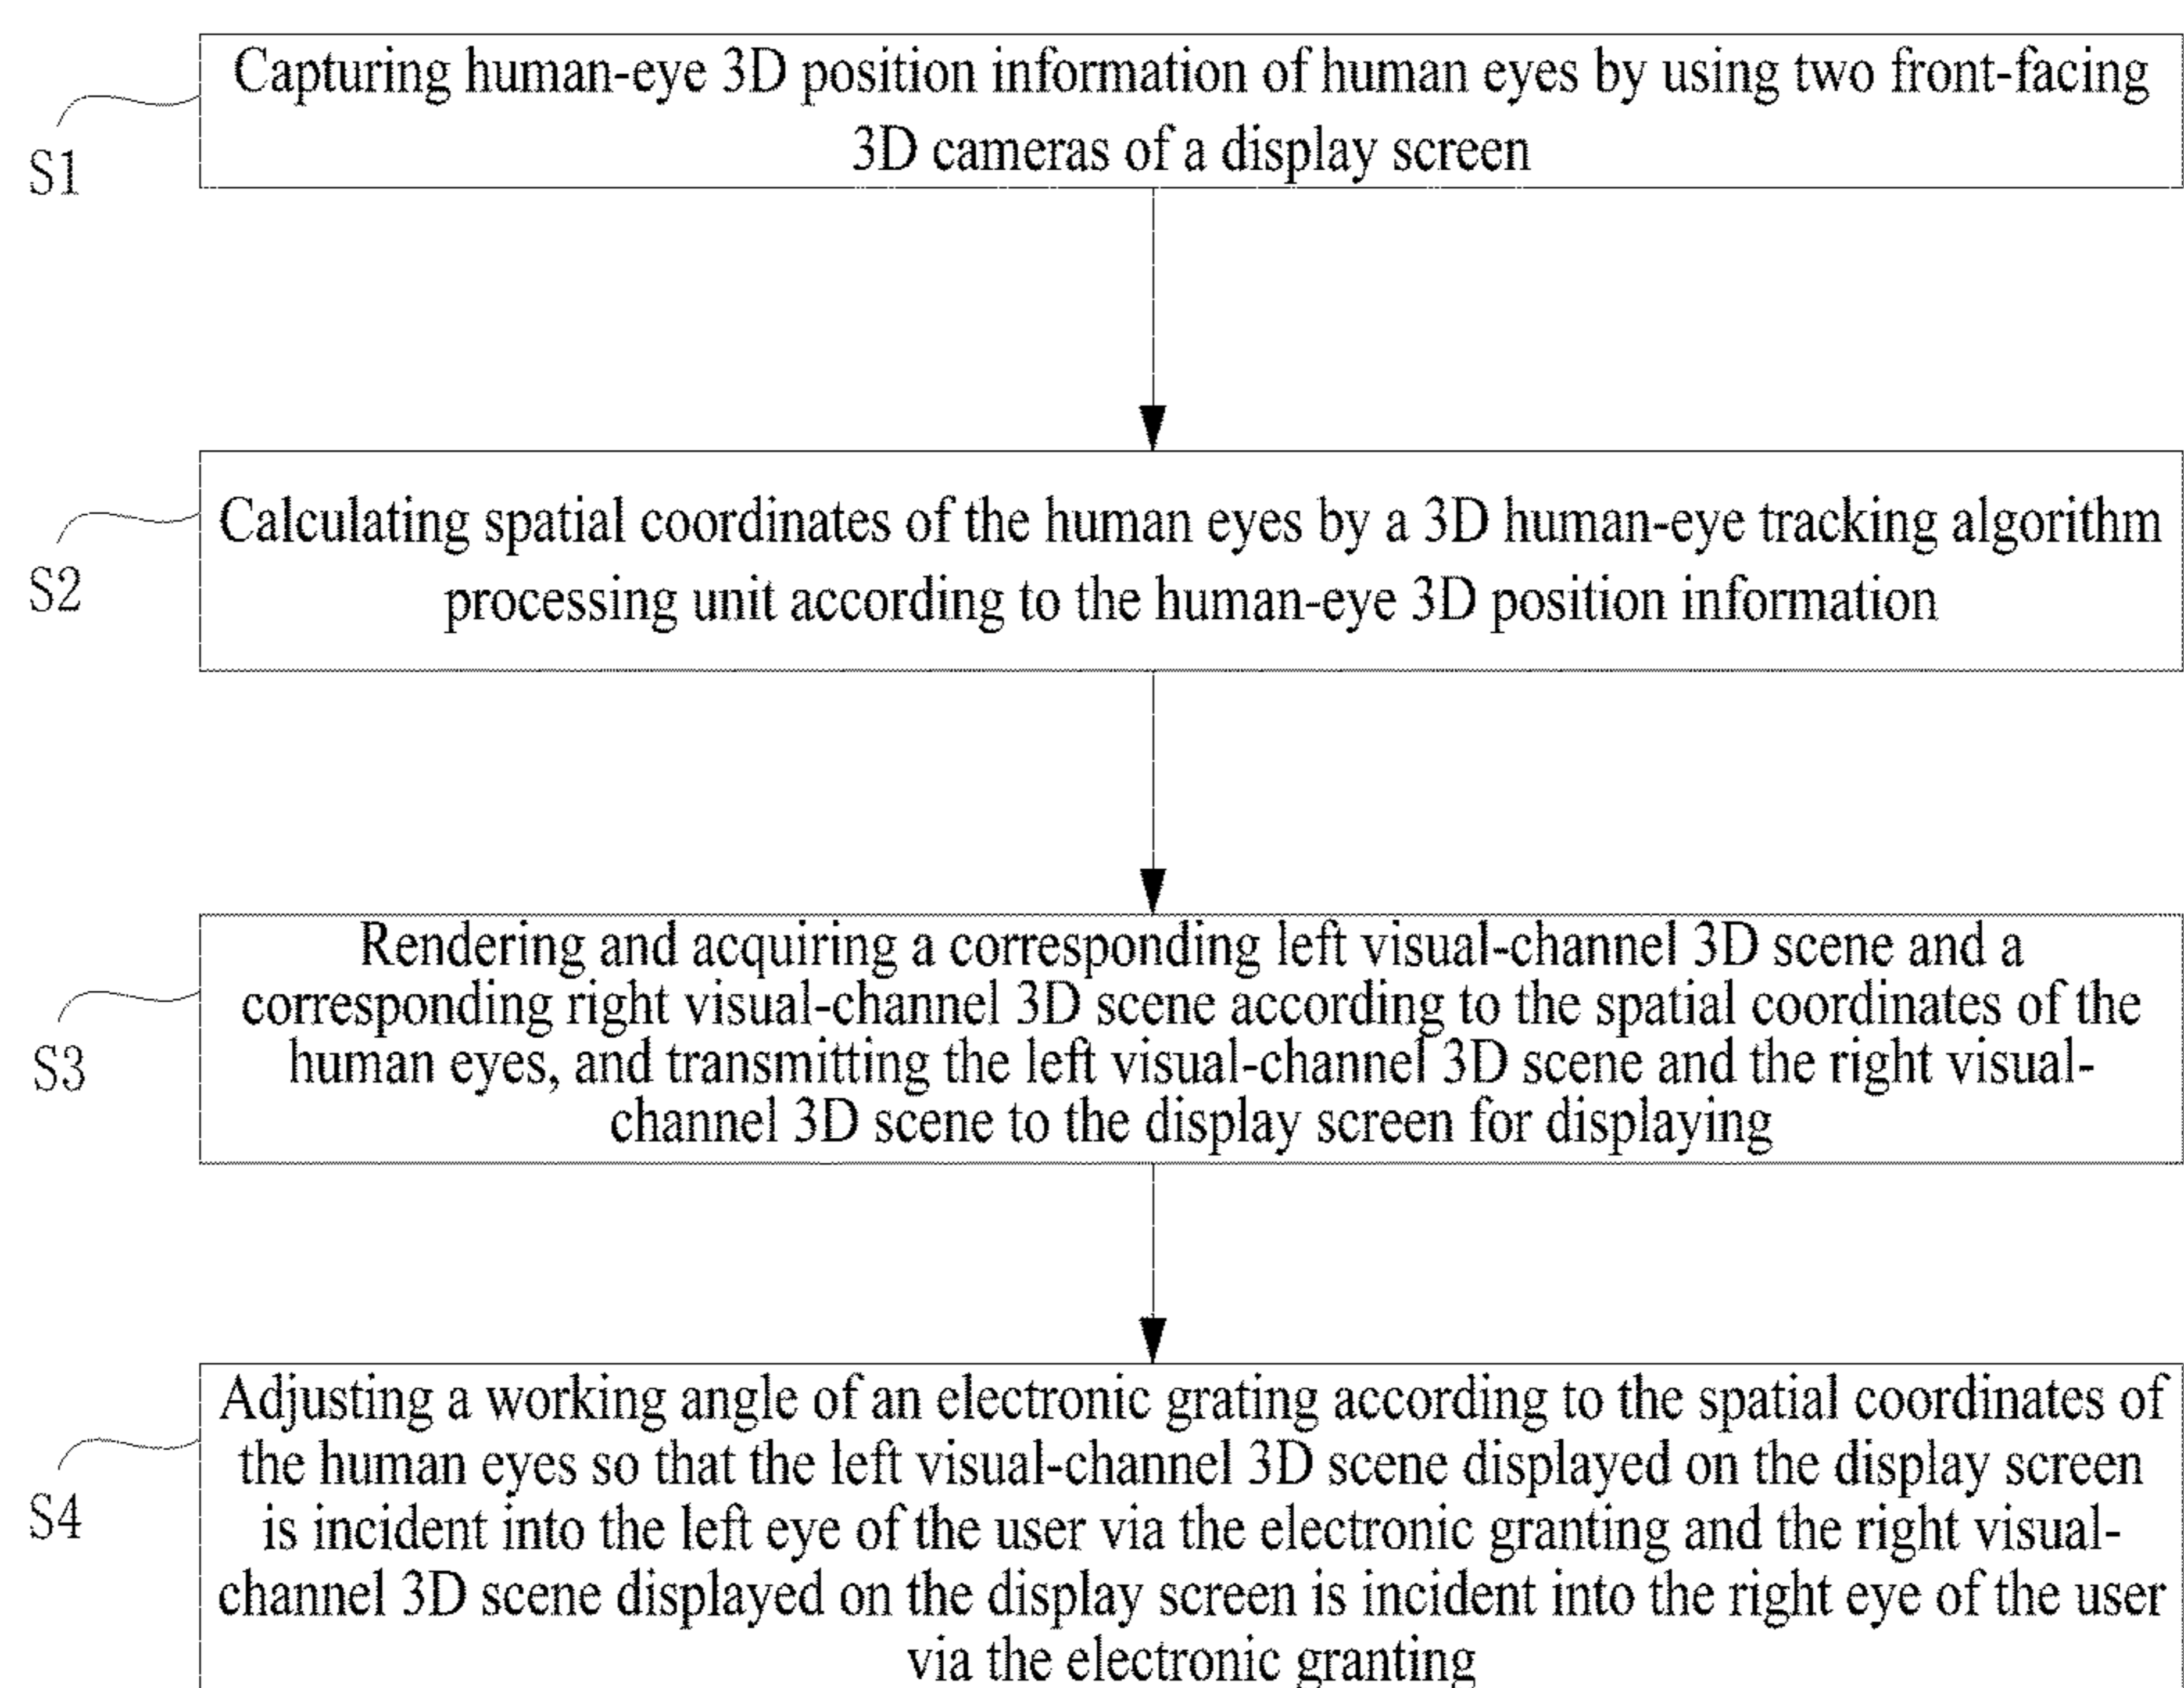 Capturing human-eye 3D position information of human eyes by using two front-facing
3D cameras of a display screen
S1
Calculating spatial coordinates of the human eyes by a 3D human-eye tracking algorithm
processing unit according to the human-eye 3D position information
S2
Rendering and acquiring a corresponding left visual-channel 3D scene and a
corresponding right visual-channel 3D scene according to the spatial coordinates of the
human eyes, and transmitting the left visual-channel 3D scene and the right visual-
channel 3D scene to the display screen for displaying
S3
Adjusting a working angle of an electronic grating according to the spatial coordinates of
the human eyes so that the left visual-channel 3D scene displayed on the display screen
is incident into the left eye of the user via the electronic granting and the right visual-
channel 3D scene displayed on the display screen is incident into the right eye of the user
via the electronic granting
S4